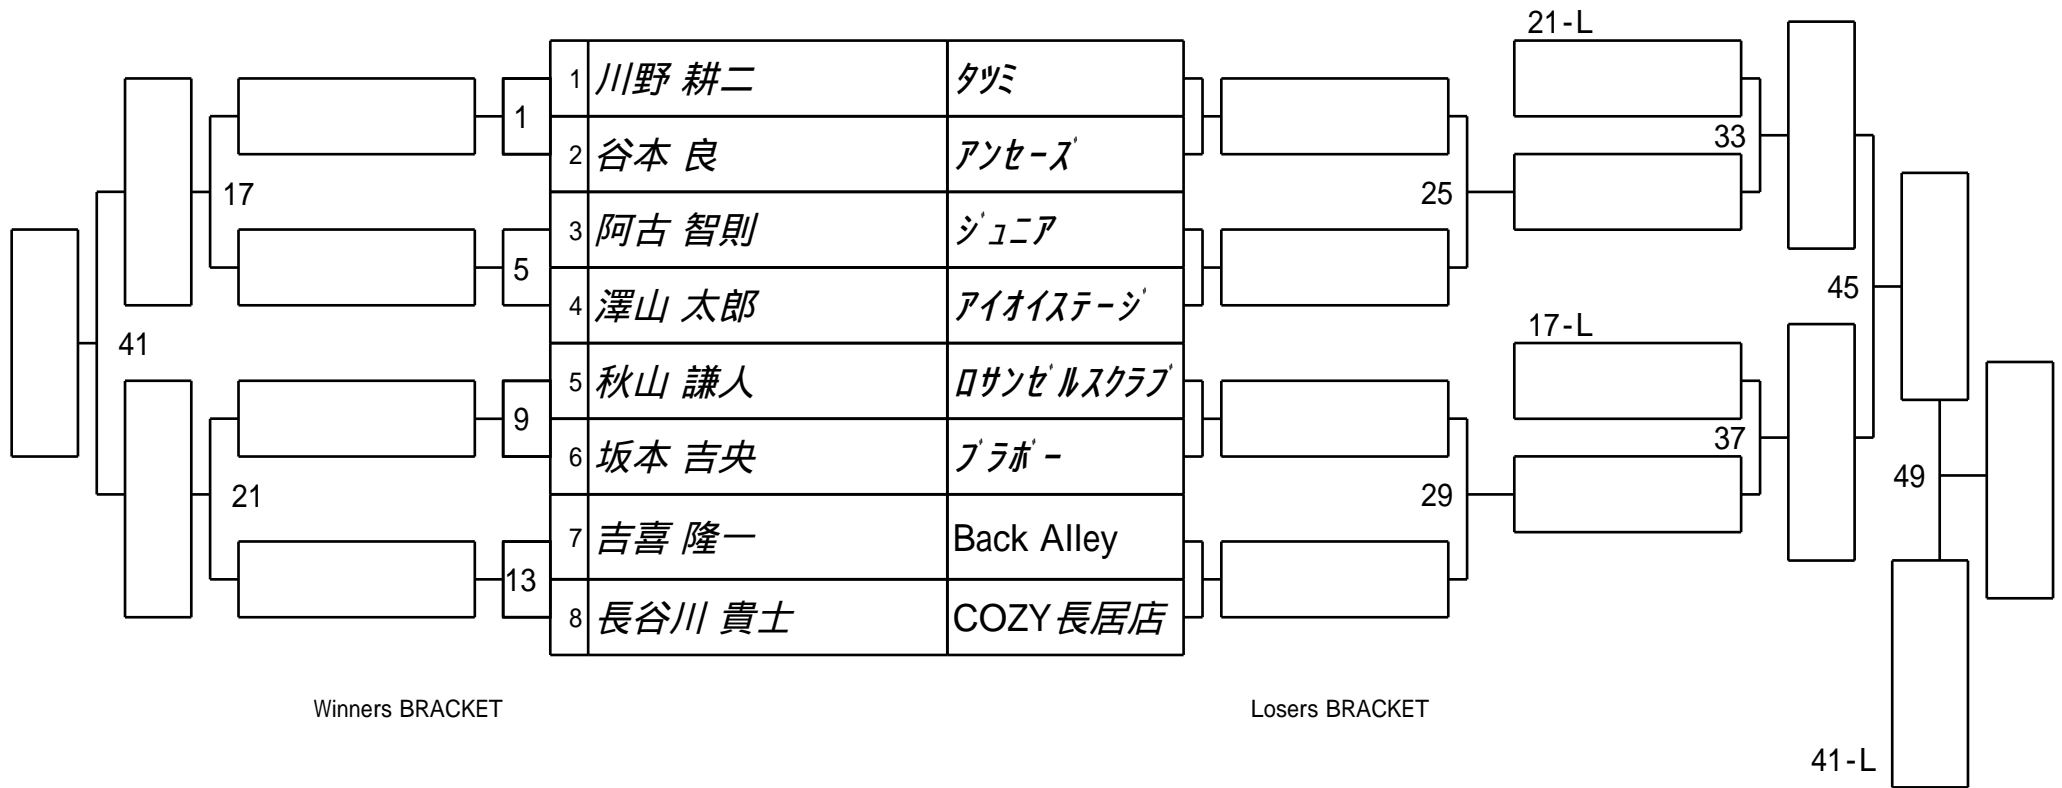 21-L
1 川野 耕二 ﾀﾂﾐ
1
33
2 谷本 良 ｱﾝｾｰｽﾞ
17
25
3 阿古 智則 ｼﾞｭﾆｱ
5
4 澤山 太郎 ｱｲｵｲｽﾃｰｼﾞ
45
17-L
41
5 秋山 謙人 ﾛｻﾝｾﾞﾙｽｸﾗﾌﾞ
9
37
6 坂本 吉央 ﾌﾞﾗﾎﾞｰ
49
21
29
7 吉喜 隆一 Back Alley
13
8 長谷川 貴士 COZY長居店
Winners BRACKET
Losers BRACKET
41-L